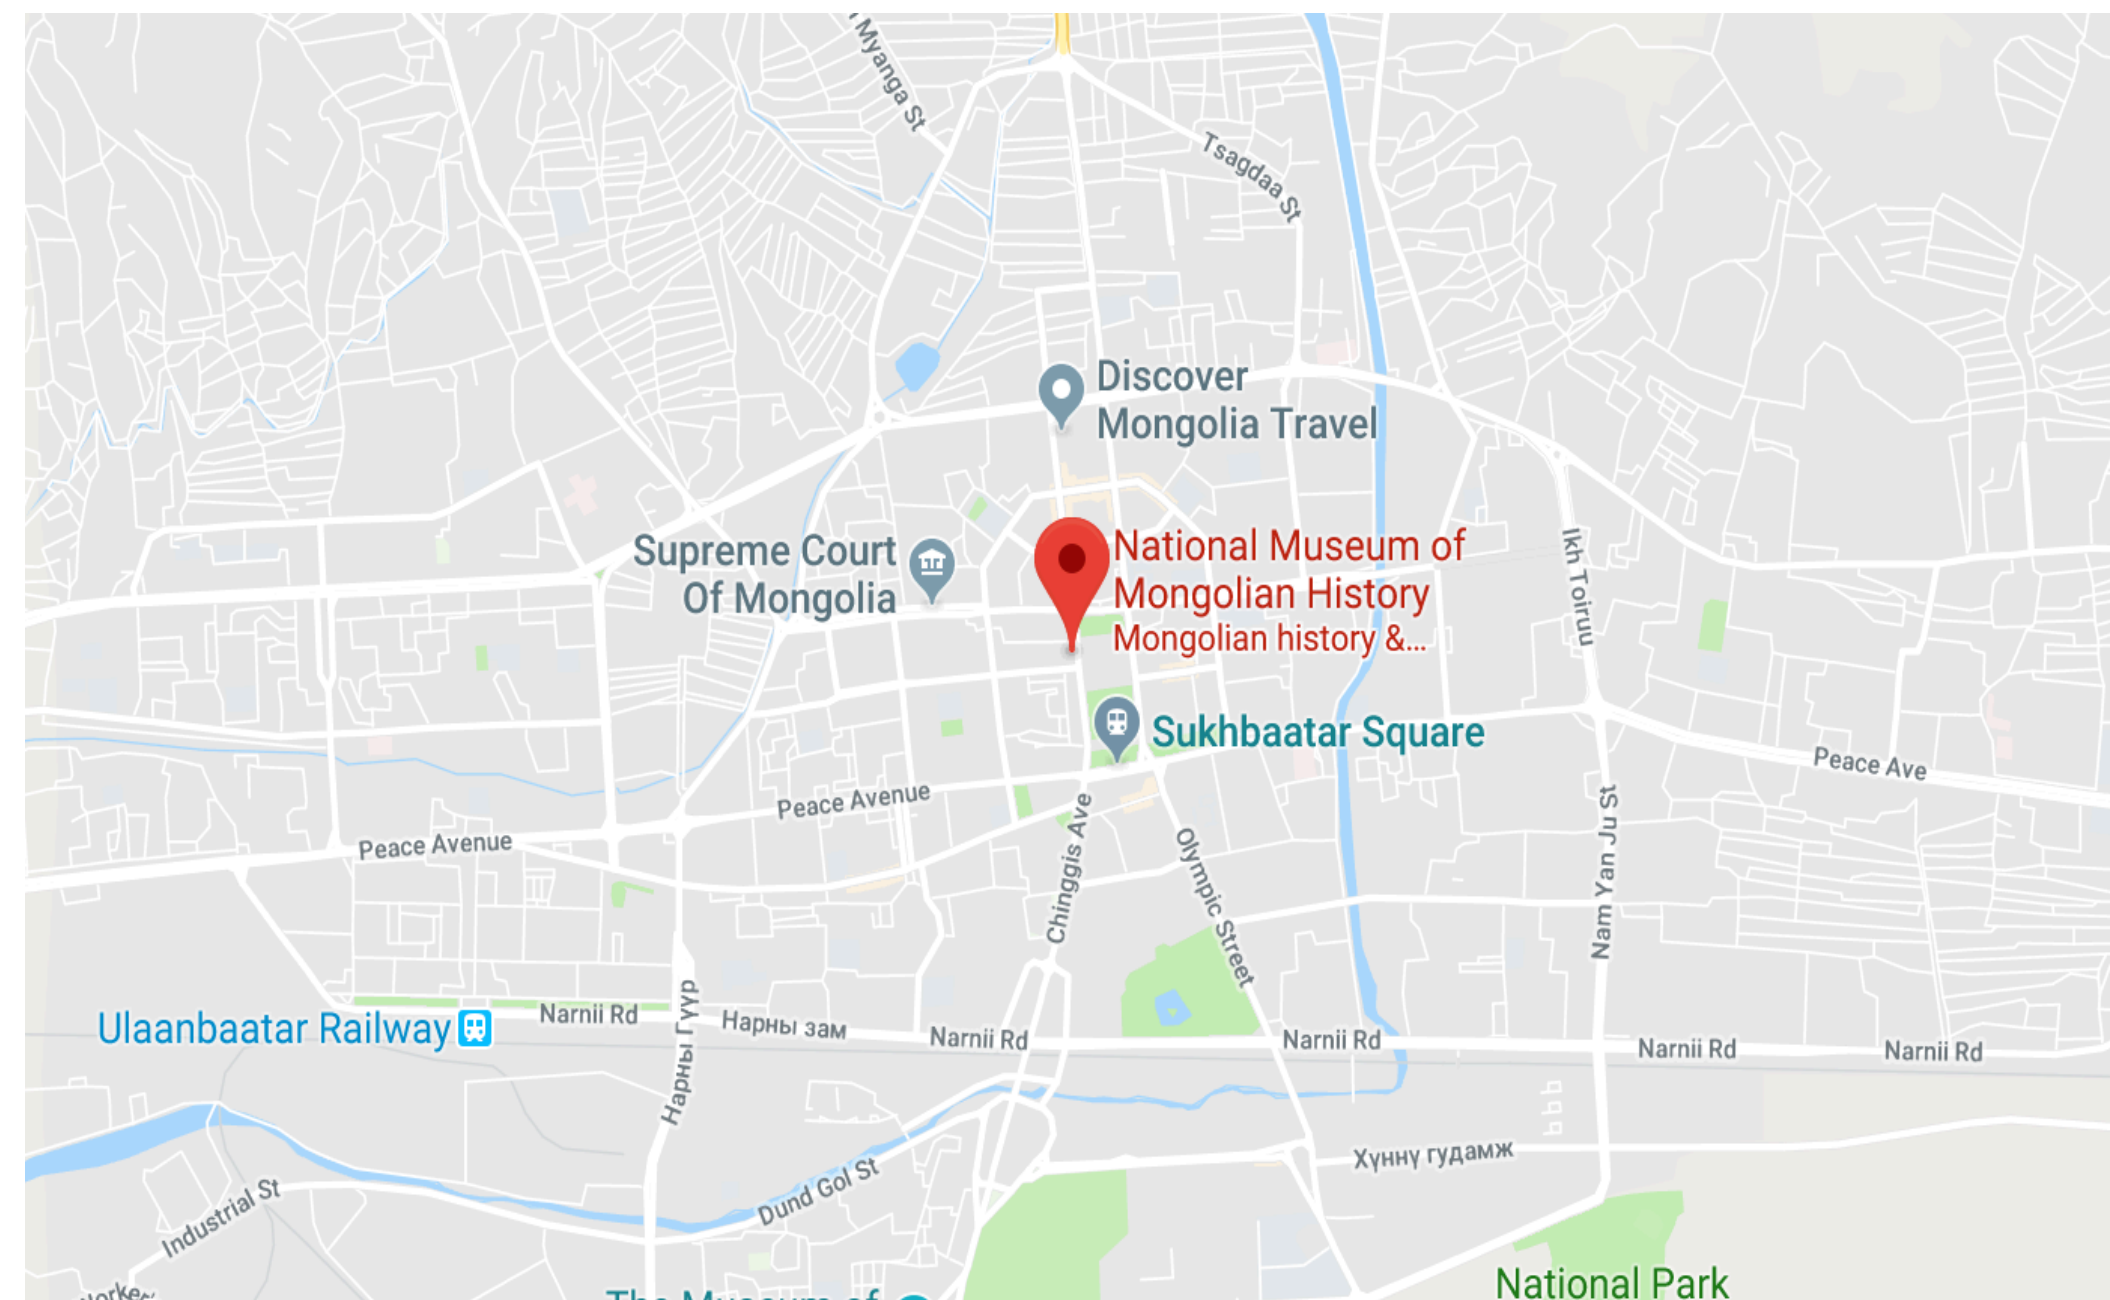 Myanga St
Tsagdaa St
Discover
Mongolia Travel
Supreme Court
Of Mongolia
National Museum of
Mongolian History
Mongolian history &...
Ikh Toiruu
Sukhbaatar Square
Peace Ave
Peace Avenue
Peace Avenue
Chinggis Ave
Olympic Street
Nam Yan Ju St
Ulaanbaatar Railway
Narnii Rd
Нарны Гүүр
Нарны зам
Narnii Rd
Narnii Rd
Narnii Rd
Narnii Rd
Хүннү гудамж
Dund Gol St
Industrial St
National Park
The Museum of